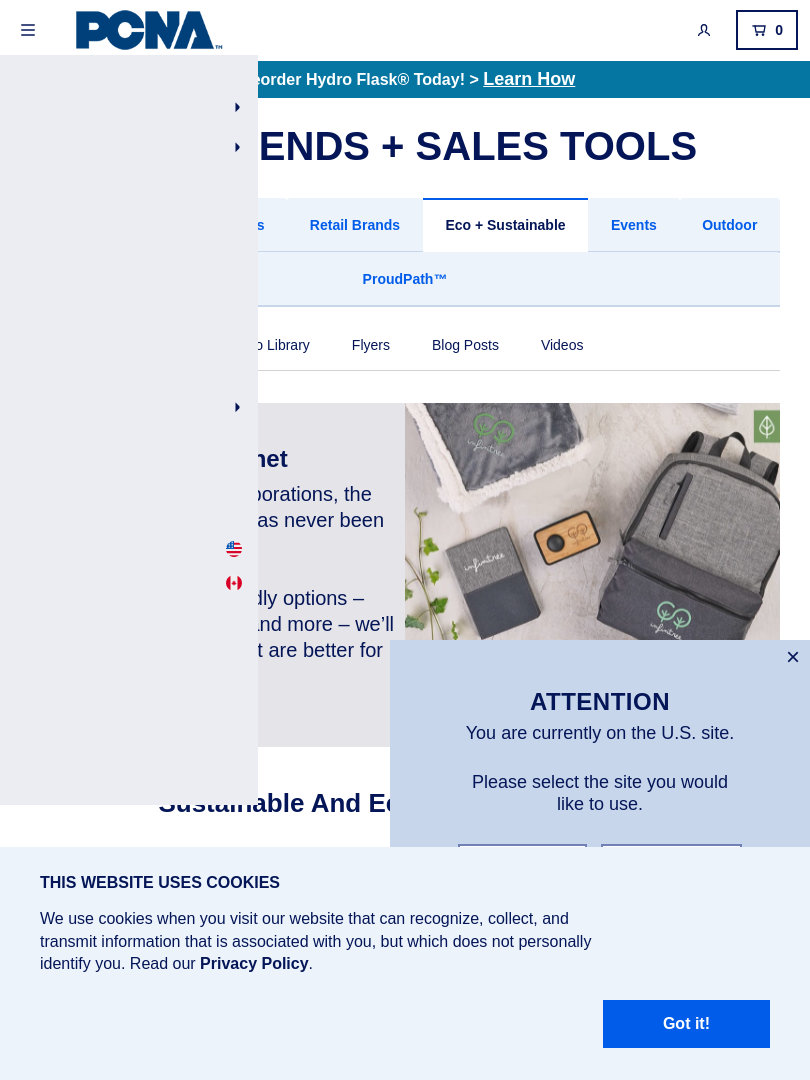 PCNA™
0
eorder Hydro Flask® Today! > Learn How
ENDS + SALES TOOLS
s
Retail Brands
Eco + Sustainable
Events
Outdoor
ProudPath™
o Library
Flyers
Blog Posts
Videos
net
porations, the
as never been
dly options –
and more – we'll
t are better for
infinitree
infinitree
infinitree
ATTENTION
You are currently on the U.S. site.
Please select the site you would
like to use.
Sustainable And Ec
THIS WEBSITE USES COOKIES
We use cookies when you visit our website that can recognize, collect, and
transmit information that is associated with you, but which does not personally
identify you. Read our Privacy Policy.
Got it!